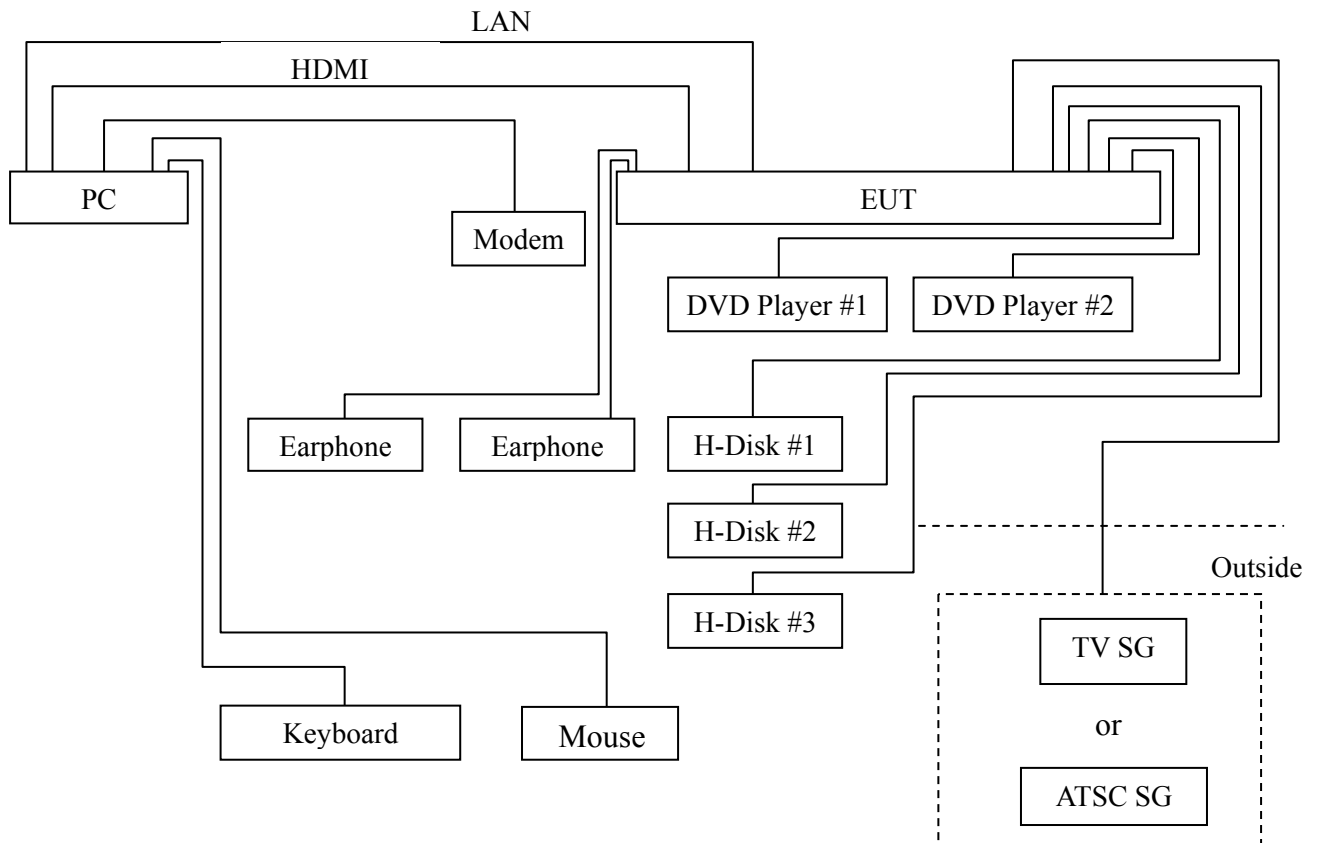 LAN
HDMI
PC
EUT
Modem
DVD Player #1
DVD Player #2
Earphone
Earphone
H-Disk #1
H-Disk #2
Outside
H-Disk #3
TV SG
Keyboard
Mouse
or
ATSC SG